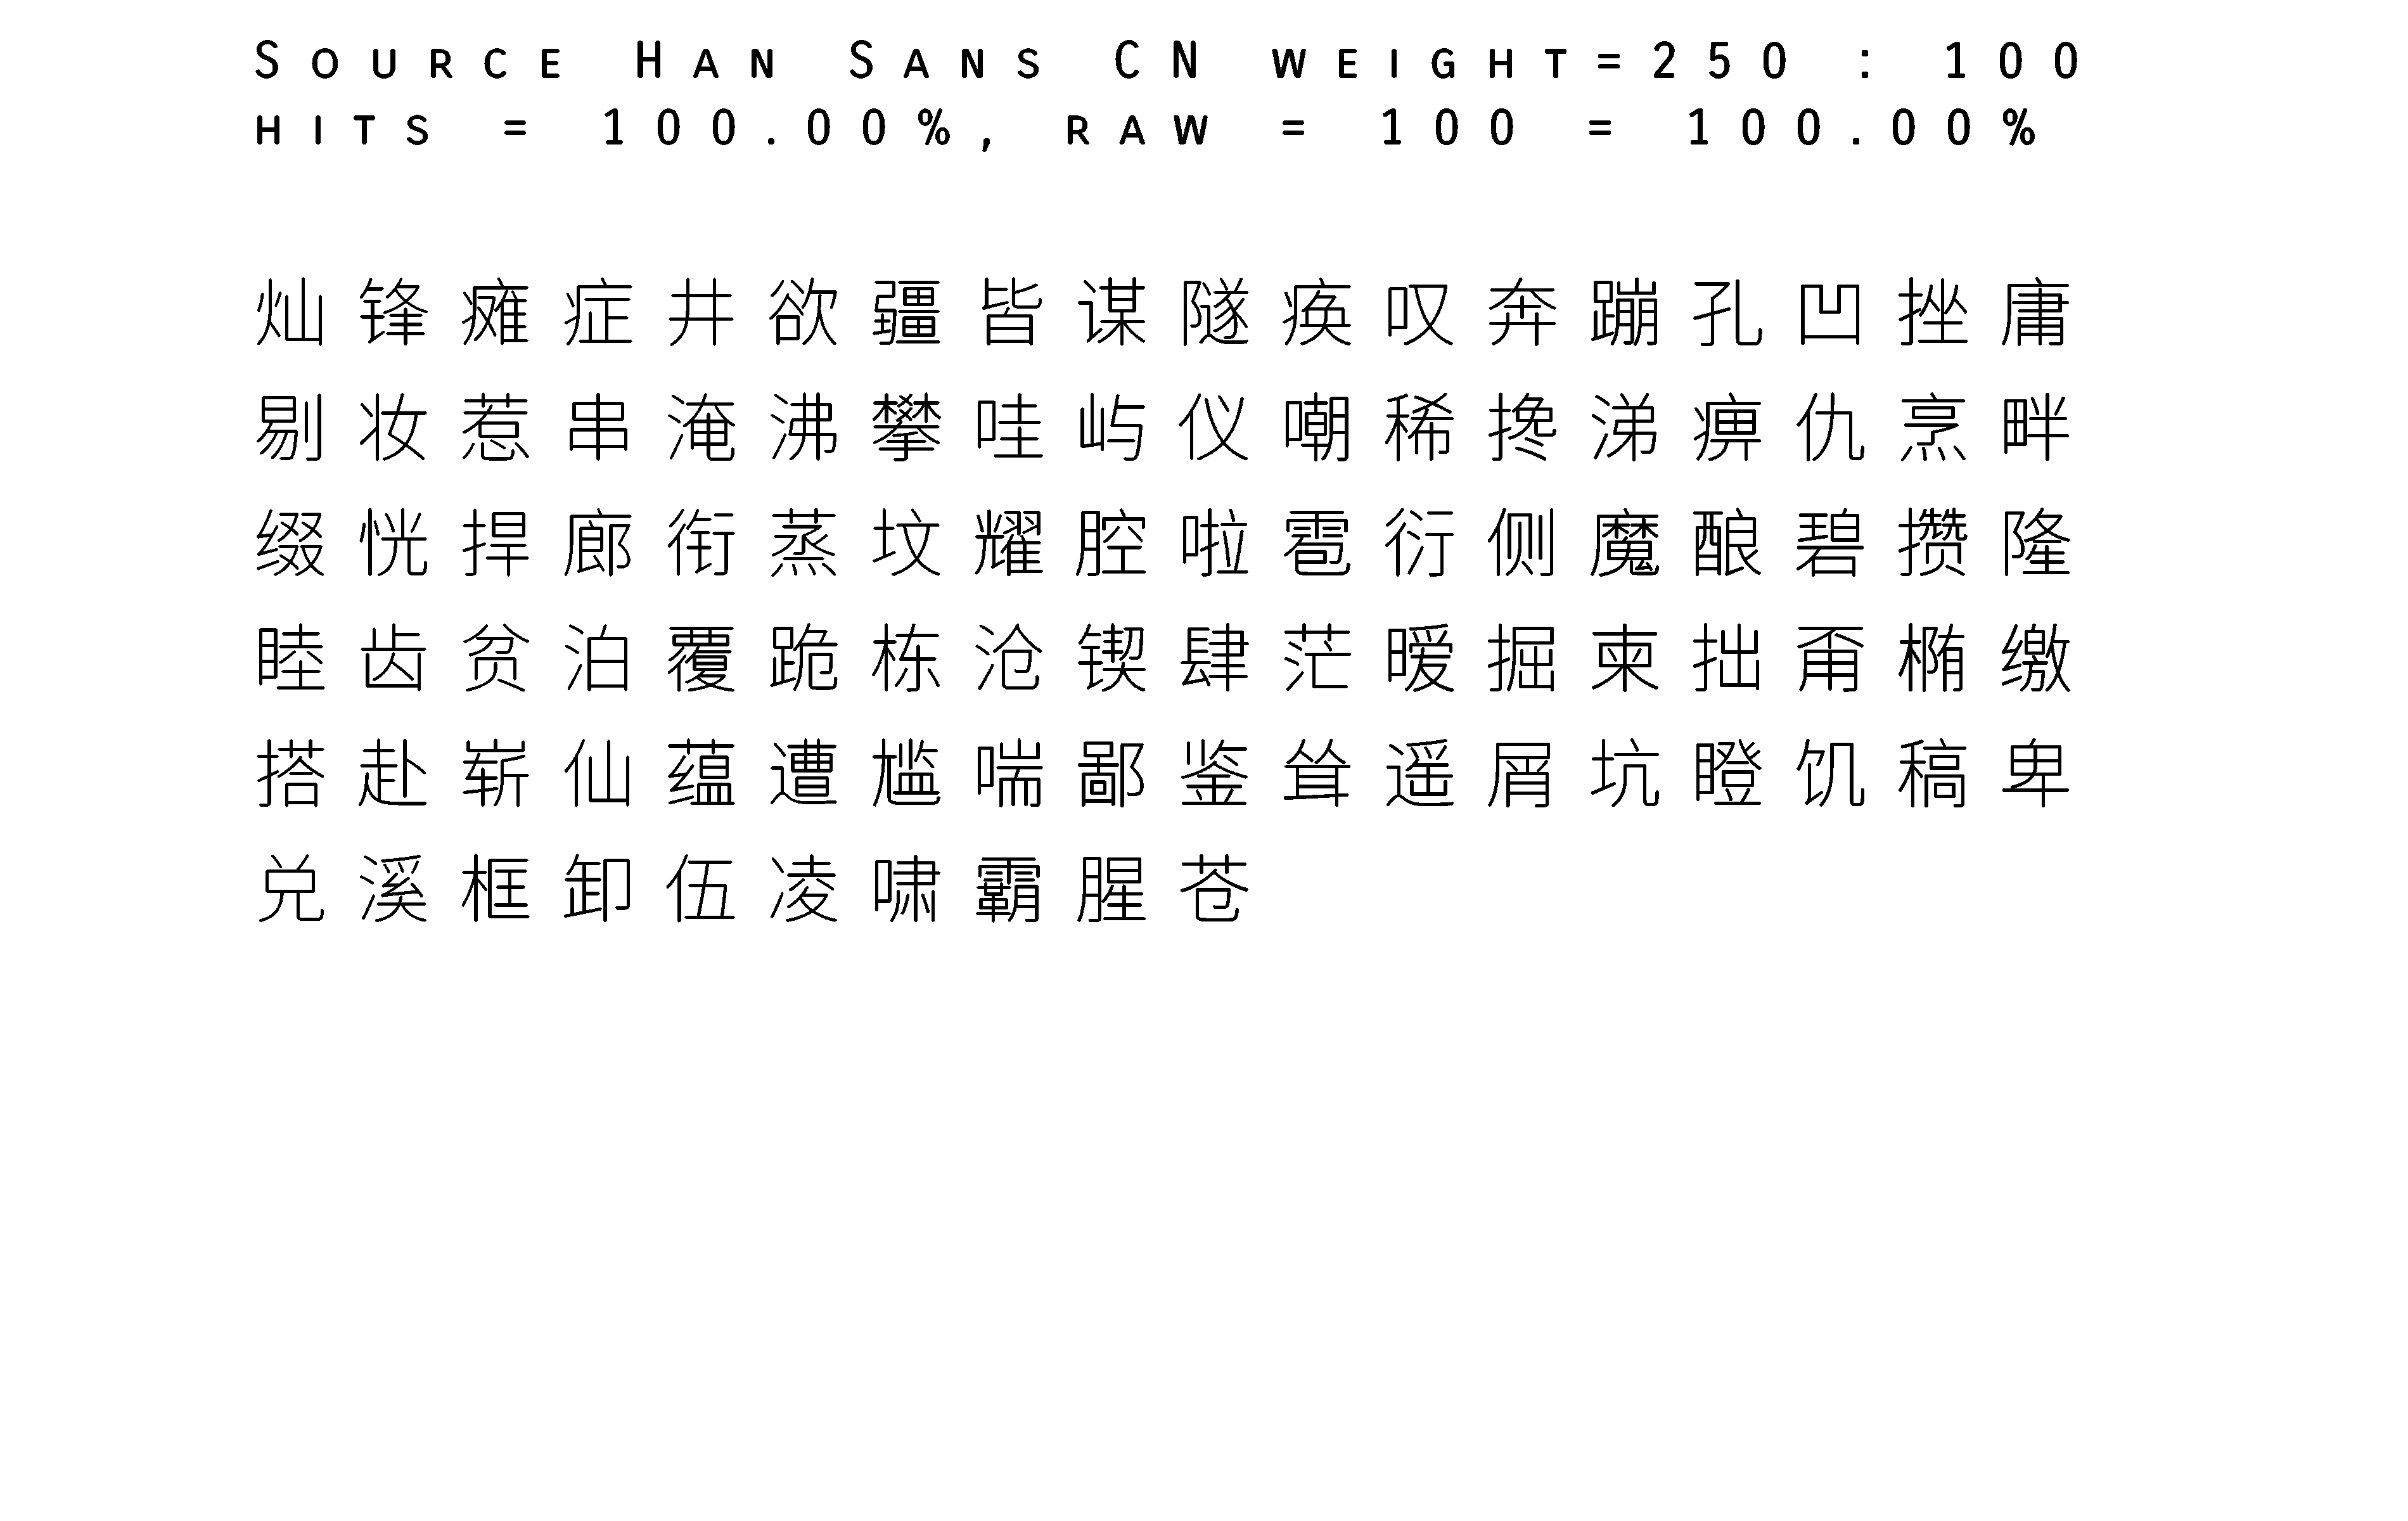 Source Han Sans CN weight=250 : 100
hits = 100.00%, raw = 100 = 100.00%
灿锋瘫症井欲疆皆谋隧痪叹奔蹦孔凹挫庸
剔妆惹串淹沸攀哇屿仪嘲稀搀涕痹仇烹畔
缀恍捍廊衔蒸坟耀腔啦雹衍侧魔酿碧攒隆
睦齿贫泊覆跪栋沧锲肆茫暧掘柬拙甭椭缴
搭赴崭仙蕴遭尴喘鄙鉴耸遥屑坑瞪饥稿卑
兑溪框卸伍凌啸霸腥苍